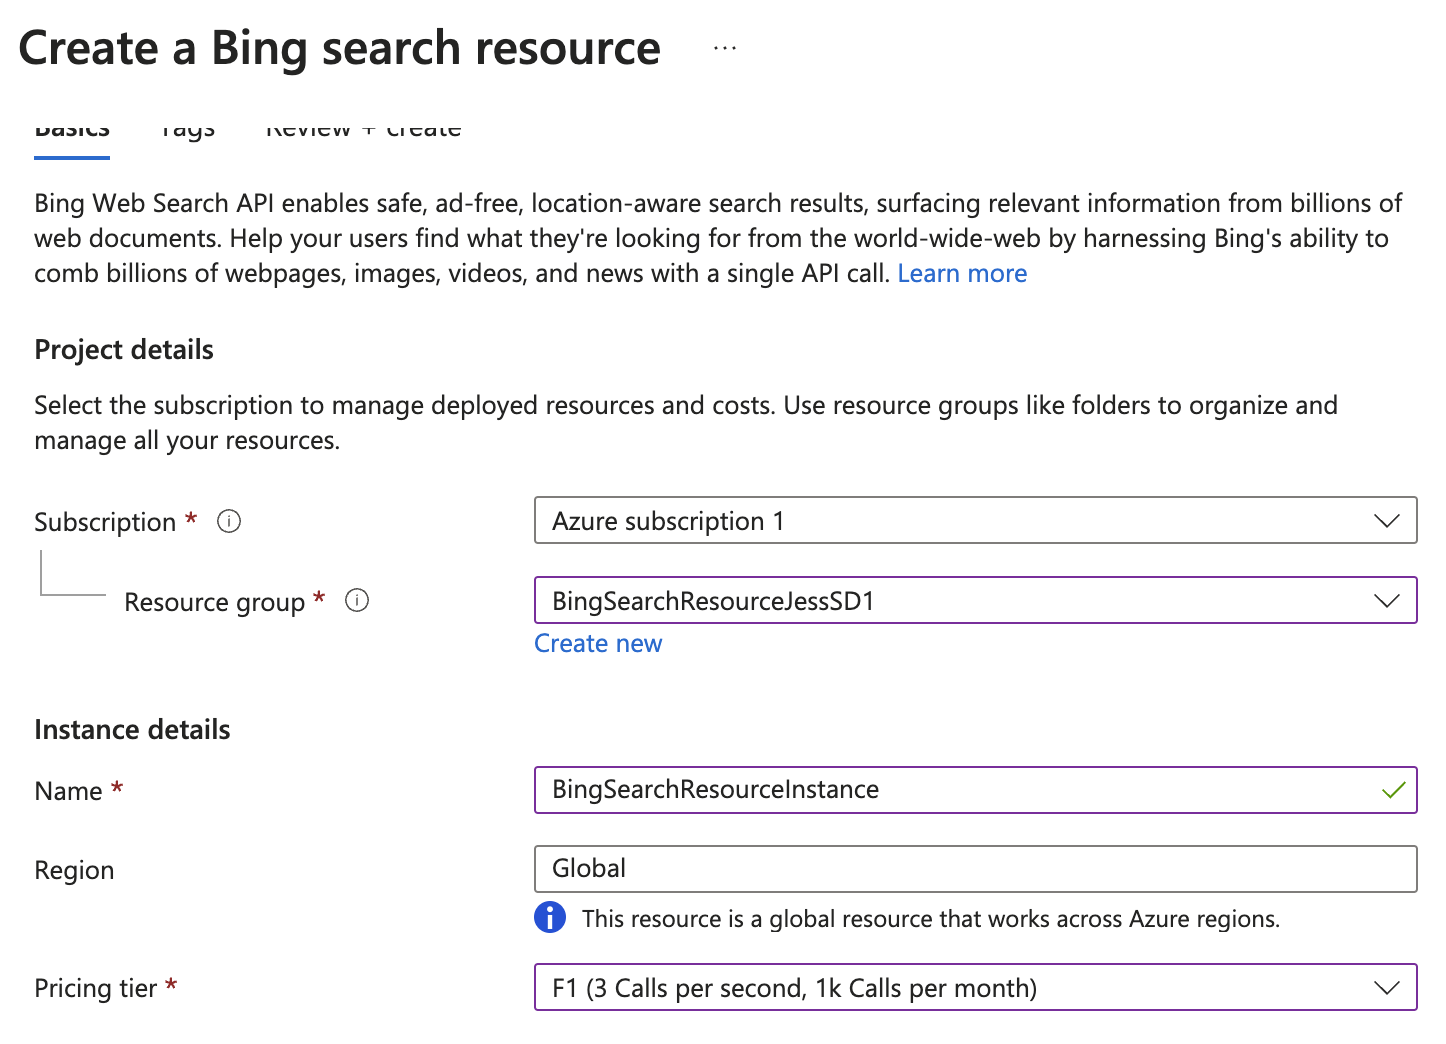 Create a Bing search resource ...
Basics Tags Review + create
Bing Web Search API enables safe, ad-free, location-aware search results, surfacing relevant information from billions of
web documents. Help your users find what they're looking for from the world-wide-web by harnessing Bing's ability to
comb billions of webpages, images, videos, and news with a single API call. Learn more
Project details
Select the subscription to manage deployed resources and costs. Use resource groups like folders to organize and
manage all your resources.
Subscription * Azure subscription 1
Resource group * BingSearchResourceJessSD1
Create new
Instance details
Name * BingSearchResourceInstance
Region Global
This resource is a global resource that works across Azure regions.
Pricing tier * F1 (3 Calls per second, 1k Calls per month)